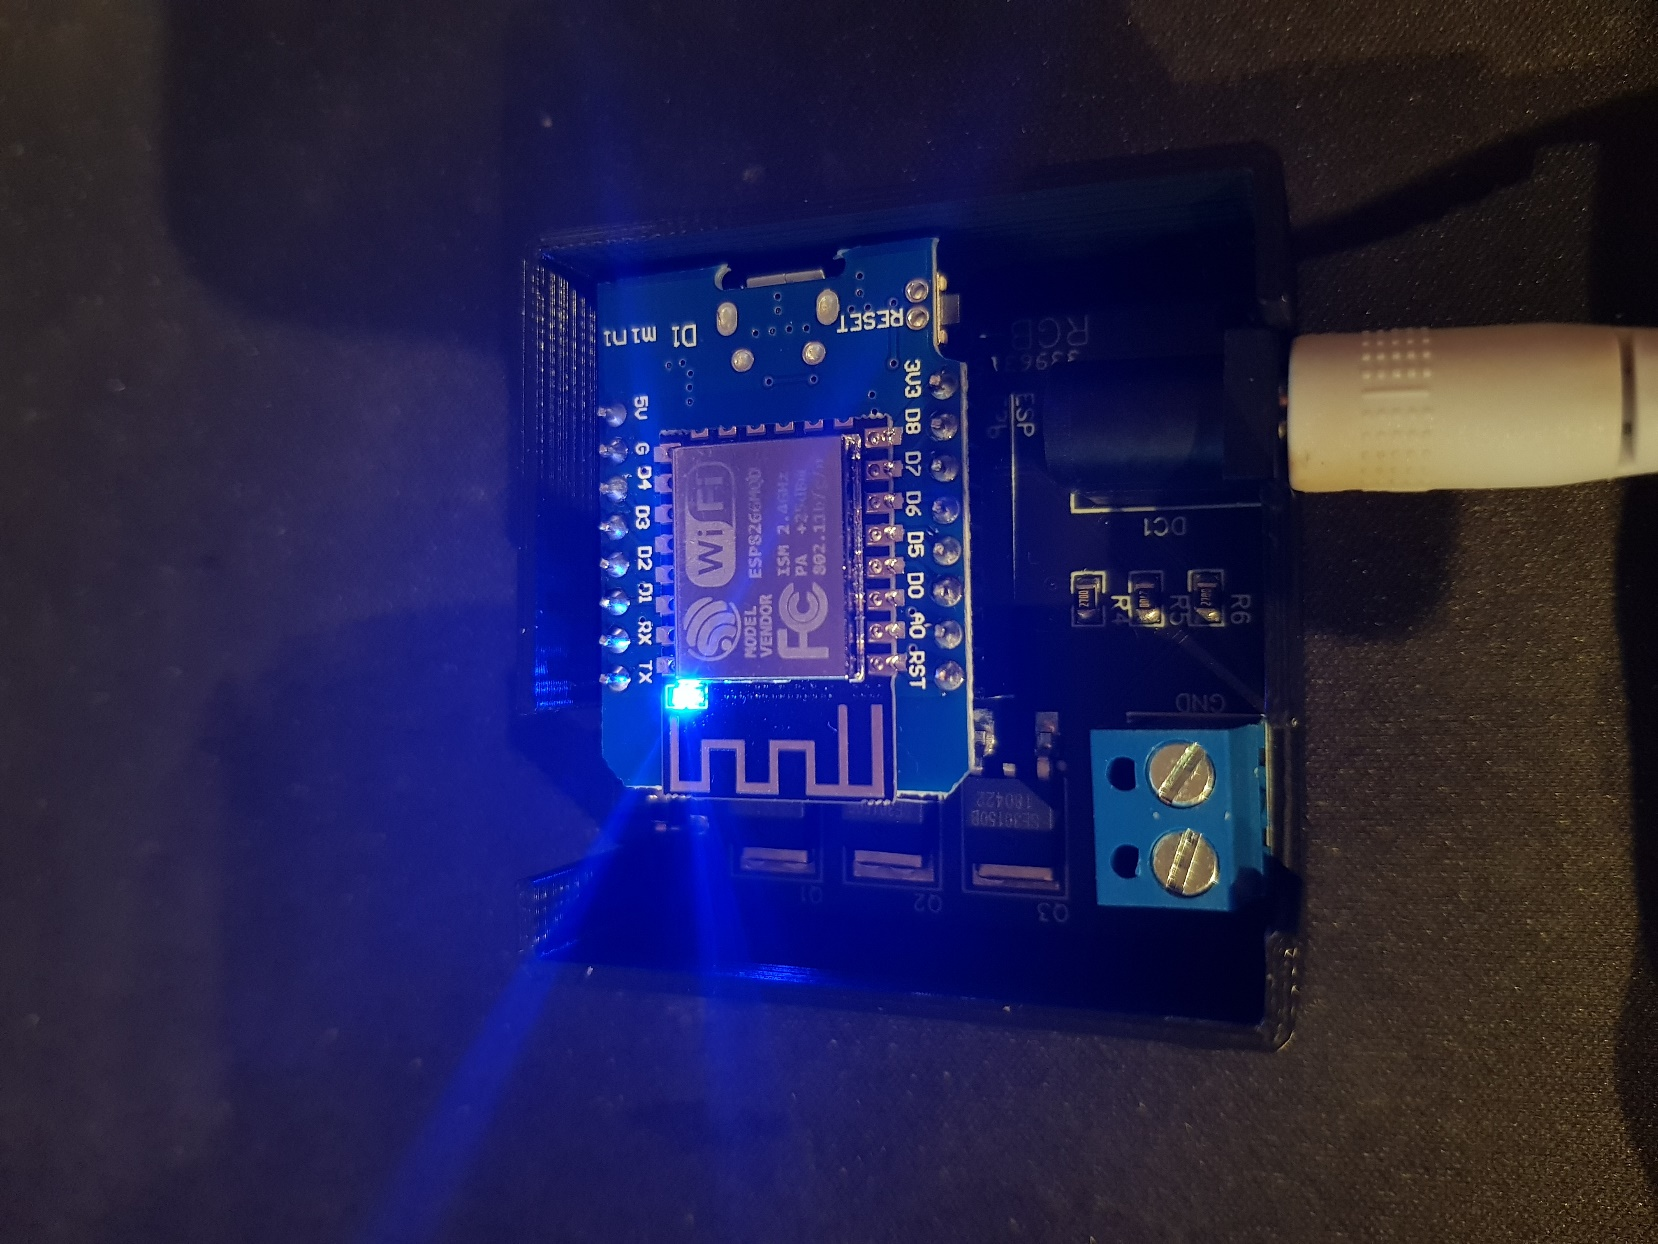 D1
mini
RESET
5V
G
D4
D3
D2
D1
RX
TX
3V3
D8
D7
D6
D5
D0
A0
RST
WiFi
MODEL
VENDOR
ESP8266MOD
ISM 2.4GHz
PA
802.11b/g/n
FC
RGB
ESP
DC1
R4
R5
R6
GND
SE30150B
180422
Q1
Q2
Q3